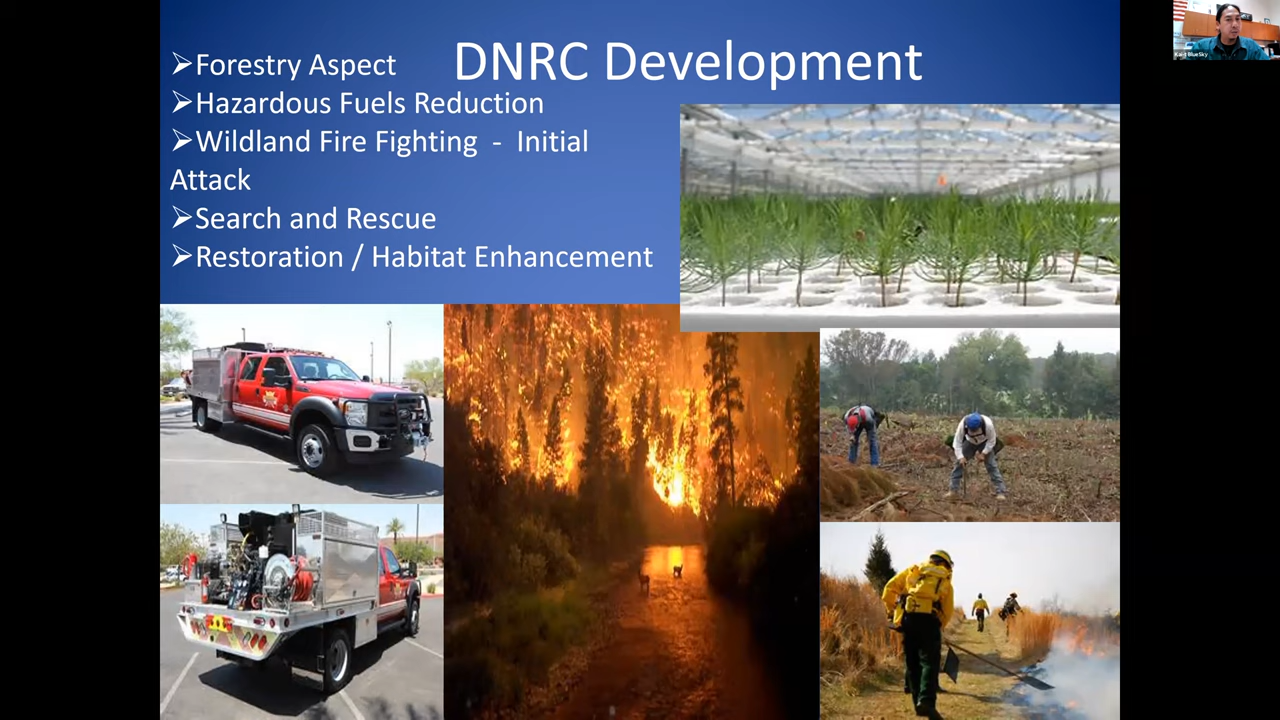 DNRC Development
➢Forestry Aspect
➢Hazardous Fuels Reduction
➢Wildland Fire Fighting - Initial
Attack
➢Search and Rescue
➢Restoration / Habitat Enhancement